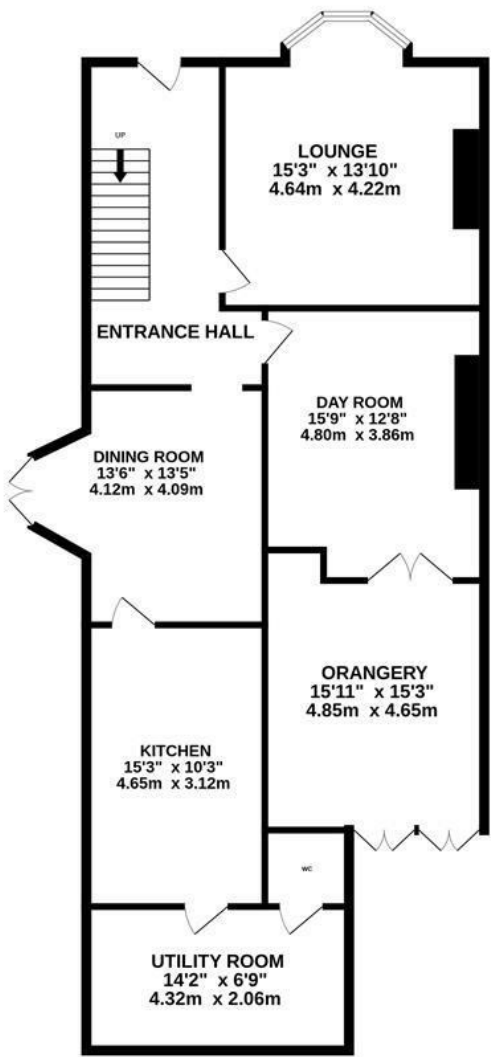 UP
LOUNGE
15'3" x 13'10"
4.64m x 4.22m
ENTRANCE HALL
DAY ROOM
15'9" x 12'8"
4.80m x 3.86m
DINING ROOM
13'6" x 13'5"
4.12m x 4.09m
ORANGERY
15'11" x 15'3"
4.85m x 4.65m
KITCHEN
15'3" x 10'3"
4.65m x 3.12m
WC
UTILITY ROOM
14'2" x 6'9"
4.32m x 2.06m